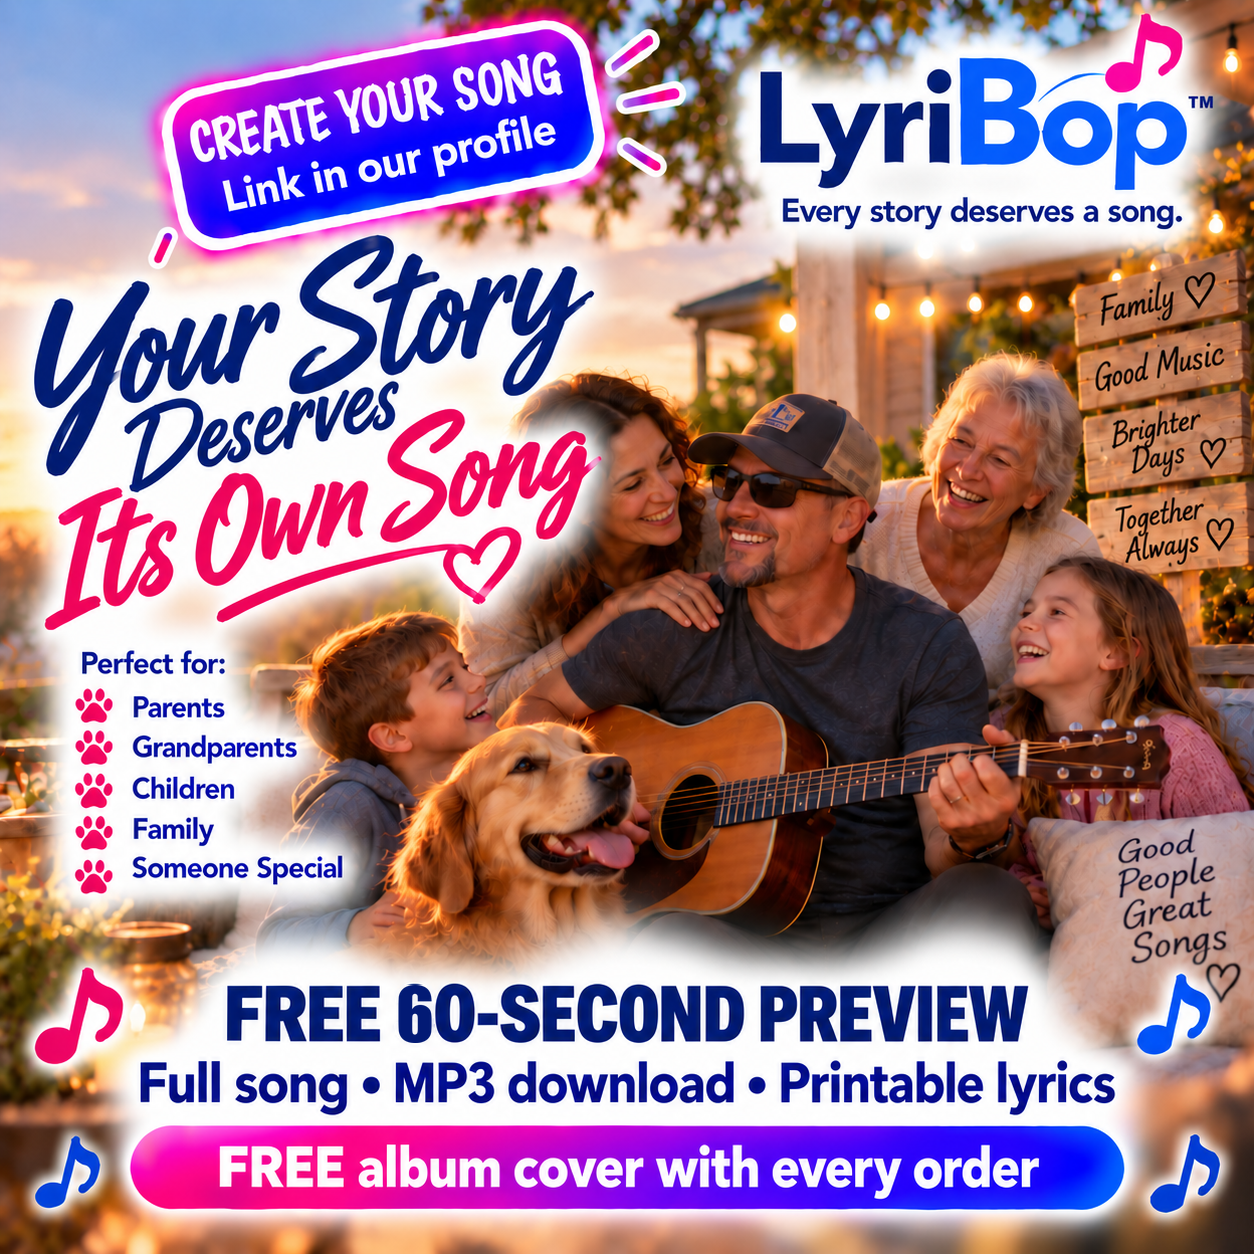 CREATE YOUR SONG
Link in our profile
LyriBop™
Every story deserves a song.
Your Story
Deserves
Its Own Song
Family
Good Music
Brighter
Days
Together
Always
Perfect for:
Parents
Grandparents
Children
Family
Someone Special
Good
People
Great
Songs
FREE 60-SECOND PREVIEW
Full song • MP3 download • Printable lyrics
FREE album cover with every order